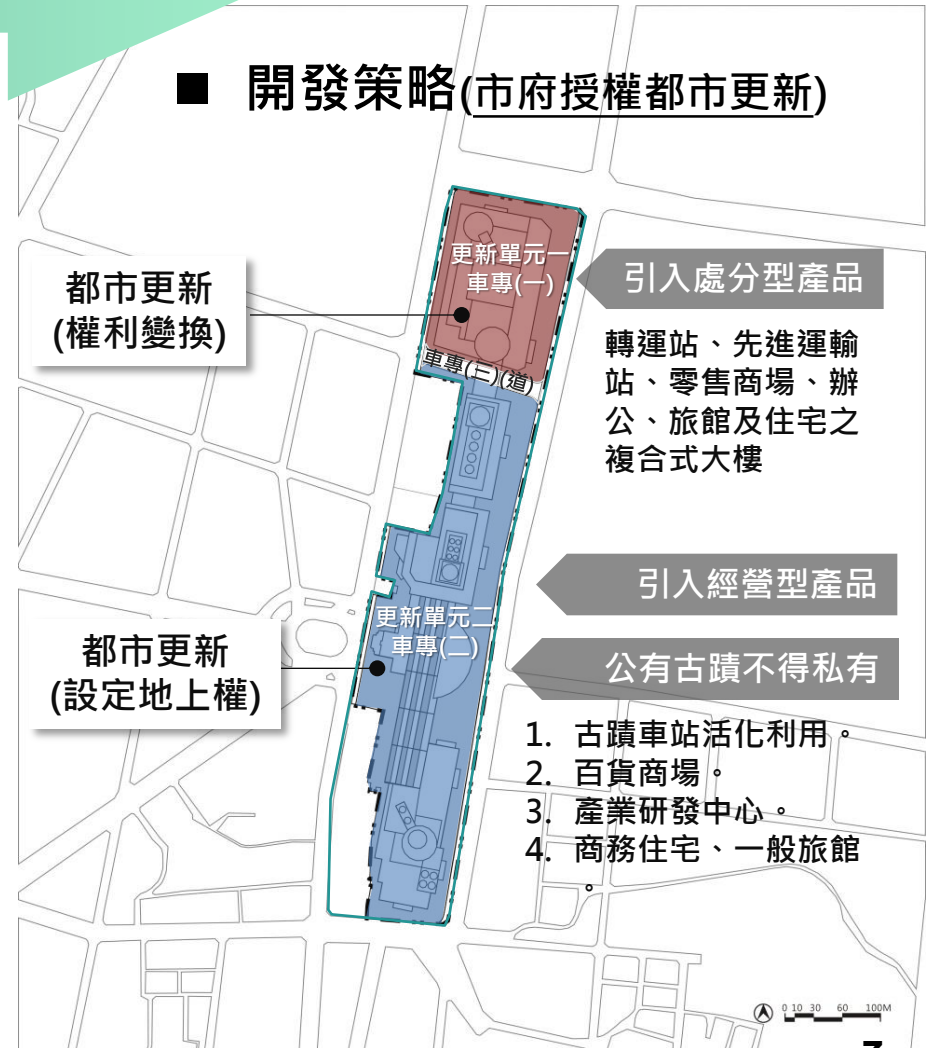 ■ 開發策略(市府授權都市更新)
更新單元一
車專(一)
都市更新
(權利變換)
引入處分型產品
轉運站、先進運輸
站、零售商場、辦
公、旅館及住宅之
複合式大樓
車專(三)(道)
引入經營型產品
更新單元二
車專(二)
都市更新
(設定地上權)
公有古蹟不得私有
1. 古蹟車站活化利用。
2. 百貨商場。
3. 產業研發中心。
4. 商務住宅、一般旅館
。
0 10 30 60 100M